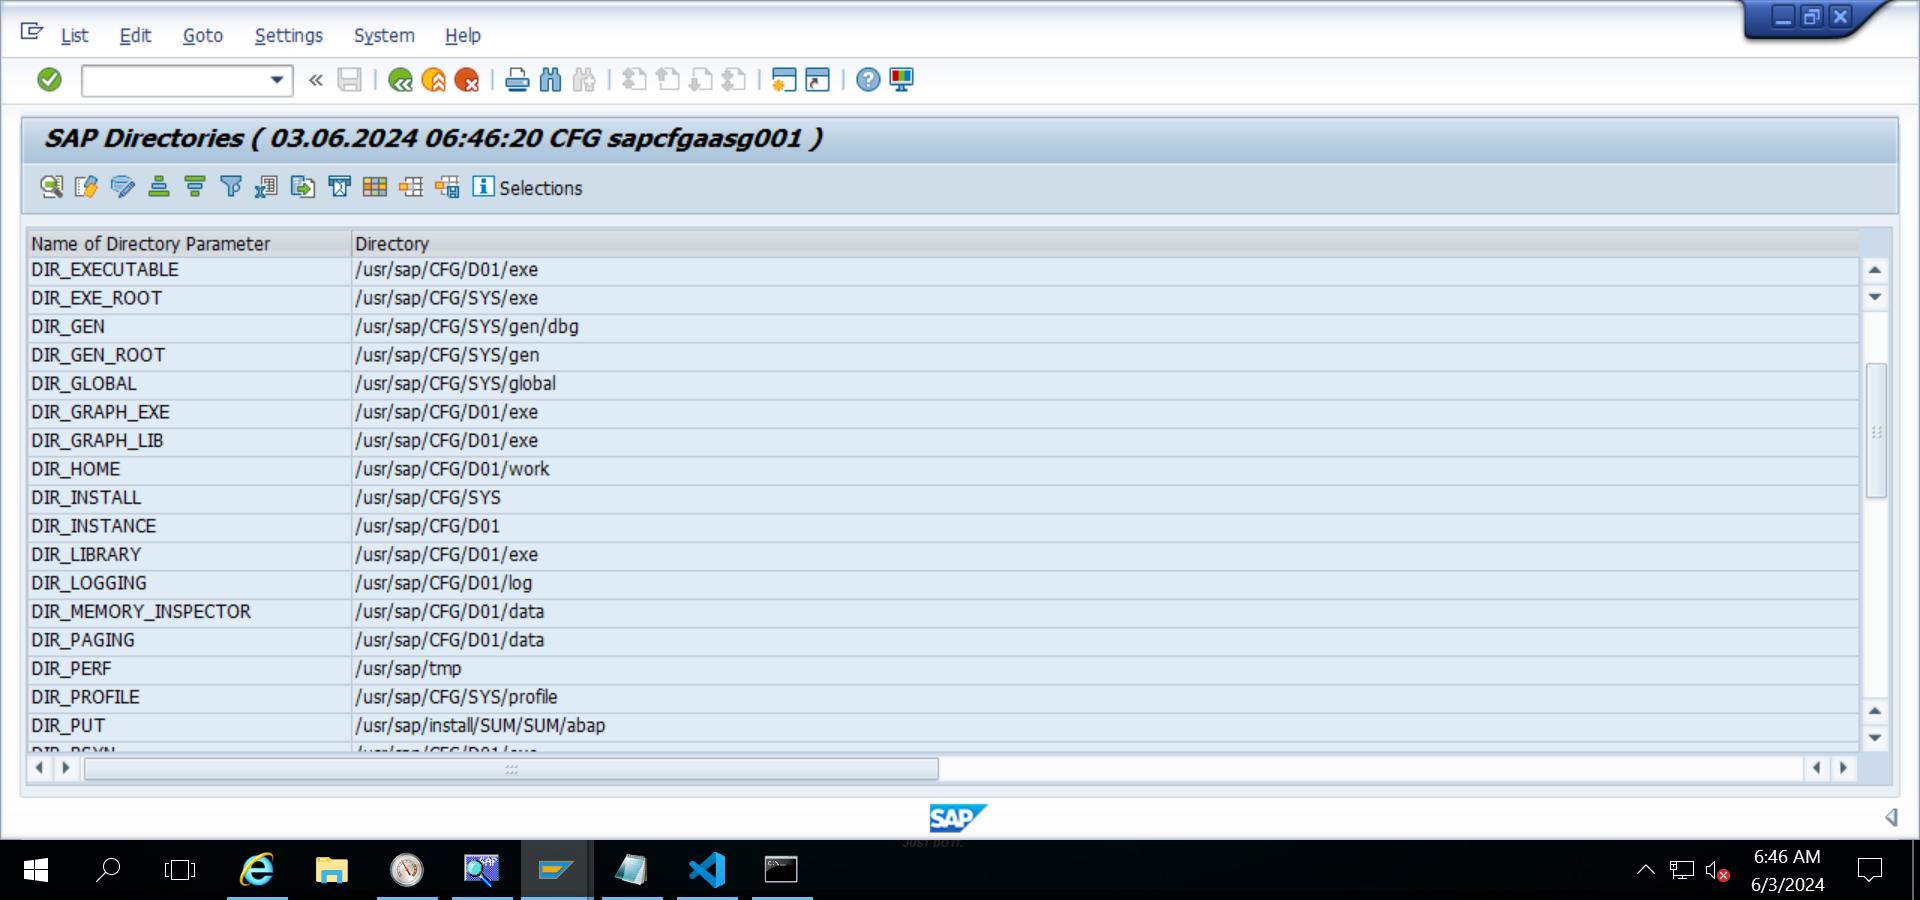 List Edit Goto Settings System Help
SAP Directories ( 03.06.2024 06:46:20 CFG sapcfgaasg001 )
Selections
Name of Directory Parameter Directory
DIR_EXECUTABLE /usr/sap/CFG/D01/exe
DIR_EXE_ROOT /usr/sap/CFG/SYS/exe
DIR_GEN /usr/sap/CFG/SYS/gen/dbg
DIR_GEN_ROOT /usr/sap/CFG/SYS/gen
DIR_GLOBAL /usr/sap/CFG/SYS/global
DIR_GRAPH_EXE /usr/sap/CFG/D01/exe
DIR_GRAPH_LIB /usr/sap/CFG/D01/exe
DIR_HOME /usr/sap/CFG/D01/work
DIR_INSTALL /usr/sap/CFG/SYS
DIR_INSTANCE /usr/sap/CFG/D01
DIR_LIBRARY /usr/sap/CFG/D01/exe
DIR_LOGGING /usr/sap/CFG/D01/log
DIR_MEMORY_INSPECTOR /usr/sap/CFG/D01/data
DIR_PAGING /usr/sap/CFG/D01/data
DIR_PERF /usr/sap/tmp
DIR_PROFILE /usr/sap/CFG/SYS/profile
DIR_PUT /usr/sap/install/SUM/SUM/abap
SAP
JUST DO IT.
6:46 AM
6/3/2024